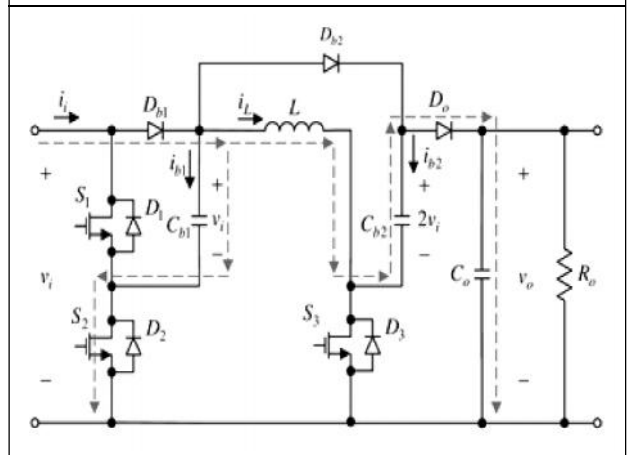 D_b2
i_i
D_b1
i_L
L
D_o
i_b1
i_b2
+
+
+
+
S_1
D_1
C_b1
v_i
C_b2
2v_i
−
−
v_i
C_o
v_o
R_o
S_2
D_2
S_3
D_3
−
−